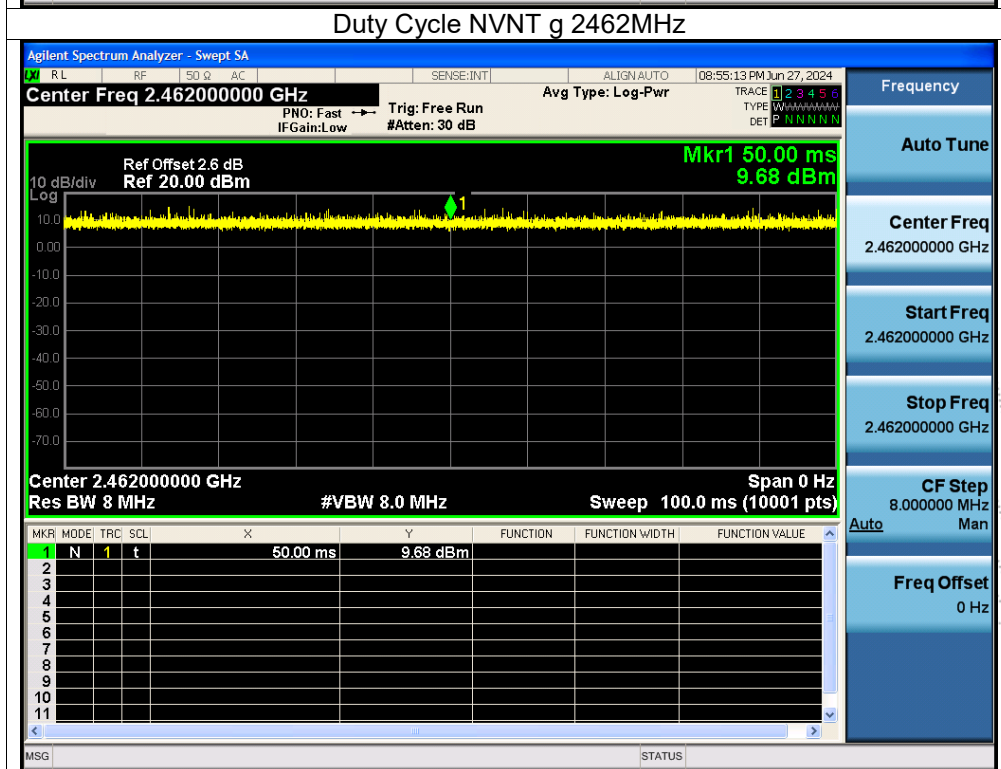 Duty Cycle NVNT g 2462MHz
Agilent Spectrum Analyzer - Swept SA
LXI RL RF 50 Ω AC SENSE:INT ALIGN AUTO 08:55:13 PM Jun 27, 2024
Center Freq 2.462000000 GHz Avg Type: Log-Pwr TRACE 1 2 3 4 5 6
PNO: Fast Trig: Free Run TYPE WWWWWW
IFGain:Low #Atten: 30 dB DET P N N N N N
Frequency
Mkr1 50.00 ms
9.68 dBm
Ref Offset 2.6 dB
10 dB/div Ref 20.00 dBm
Log
1
10.0
0.00
-10.0
-20.0
-30.0
-40.0
-50.0
-60.0
-70.0
Center 2.462000000 GHz Span 0 Hz
Res BW 8 MHz #VBW 8.0 MHz Sweep 100.0 ms (10001 pts)
MKR MODE TRC SCL X Y FUNCTION FUNCTION WIDTH FUNCTION VALUE
1 N 1 t 50.00 ms 9.68 dBm
2
3
4
5
6
7
8
9
10
11
MSG STATUS
Auto Tune
Center Freq
2.462000000 GHz
Start Freq
2.462000000 GHz
Stop Freq
2.462000000 GHz
CF Step
8.000000 MHz
Auto Man
Freq Offset
0 Hz